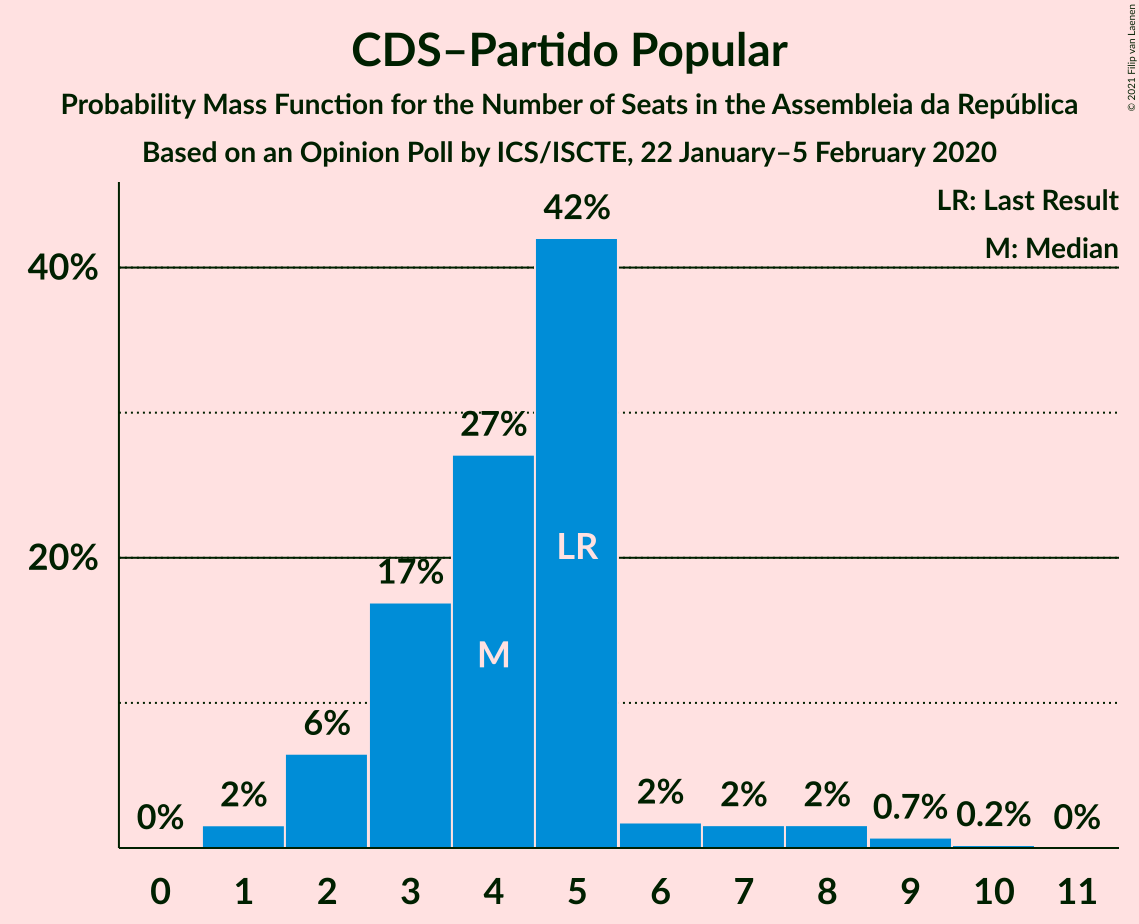 CDS–Partido Popular
Probability Mass Function for the Number of Seats in the Assembleia da República
Based on an Opinion Poll by ICS/ISCTE, 22 January–5 February 2020
© 2021 Filip van Laenen
LR: Last Result
M: Median
40%
20%
0%
2%
6%
17%
27%
42%
2%
2%
2%
0.7%
0.2%
0%
M
LR
0 1 2 3 4 5 6 7 8 9 10 11